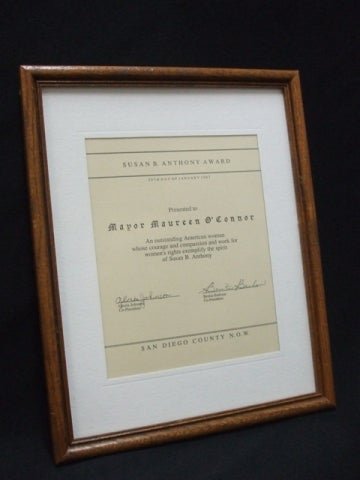 SUSAN B. ANTHONY AWARD
Presented to
Mayor Maureen O'Connor
An outstanding American woman
whose courage and compassion and work for
women's rights exemplify the spirit
of Susan B. Anthony
Co-President
Co-President
SAN DIEGO COUNTY N.O.W.